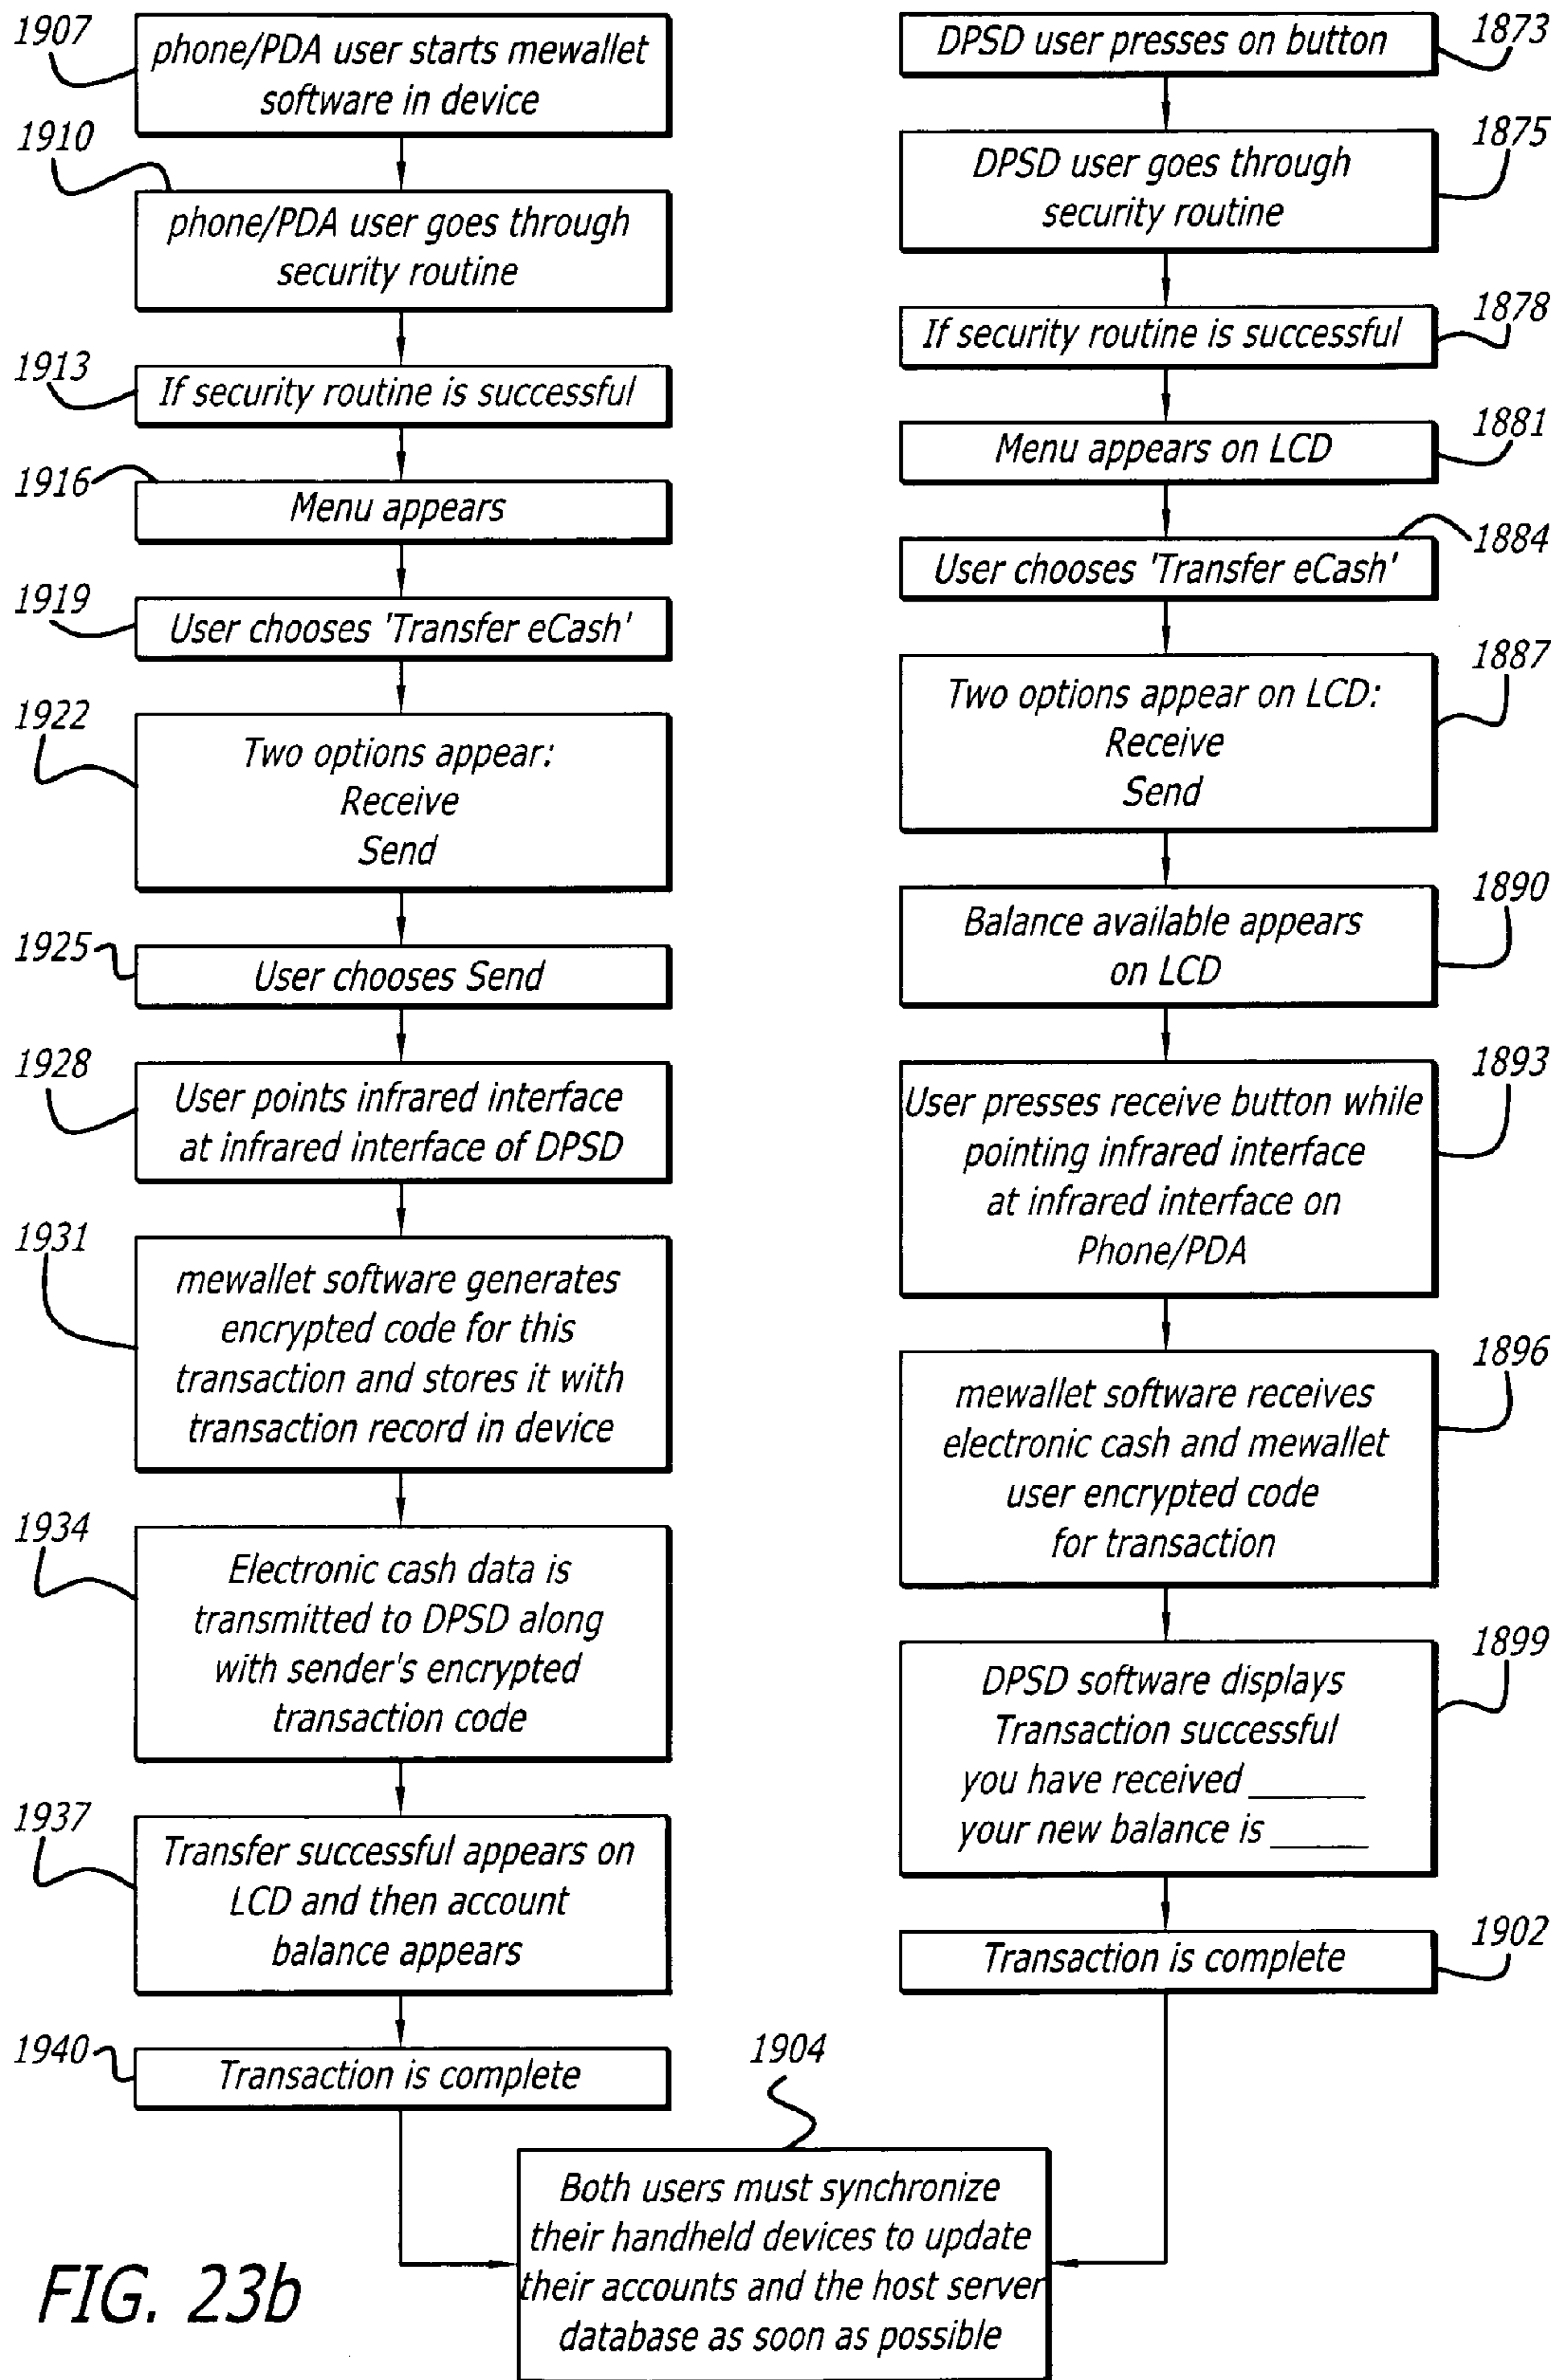 1907
phone/PDA user starts mewallet
software in device
1910
phone/PDA user goes through
security routine
1913
If security routine is successful
1916
Menu appears
1919
User chooses 'Transfer eCash'
1922
Two options appear:
Receive
Send
1925
User chooses Send
1928
User points infrared interface
at infrared interface of DPSD
1931
mewallet software generates
encrypted code for this
transaction and stores it with
transaction record in device
1934
Electronic cash data is
transmitted to DPSD along
with sender's encrypted
transaction code
1937
Transfer successful appears on
LCD and then account
balance appears
1940
Transaction is complete
DPSD user presses on button
1873
DPSD user goes through
security routine
1875
If security routine is successful
1878
Menu appears on LCD
1881
User chooses 'Transfer eCash'
1884
Two options appear on LCD:
Receive
Send
1887
Balance available appears
on LCD
1890
User presses receive button while
pointing infrared interface
at infrared interface on
Phone/PDA
1893
mewallet software receives
electronic cash and mewallet
user encrypted code
for transaction
1896
DPSD software displays
Transaction successful
you have received ______
your new balance is _____
1899
Transaction is complete
1902
1904
Both users must synchronize
their handheld devices to update
their accounts and the host server
database as soon as possible
FIG. 23b